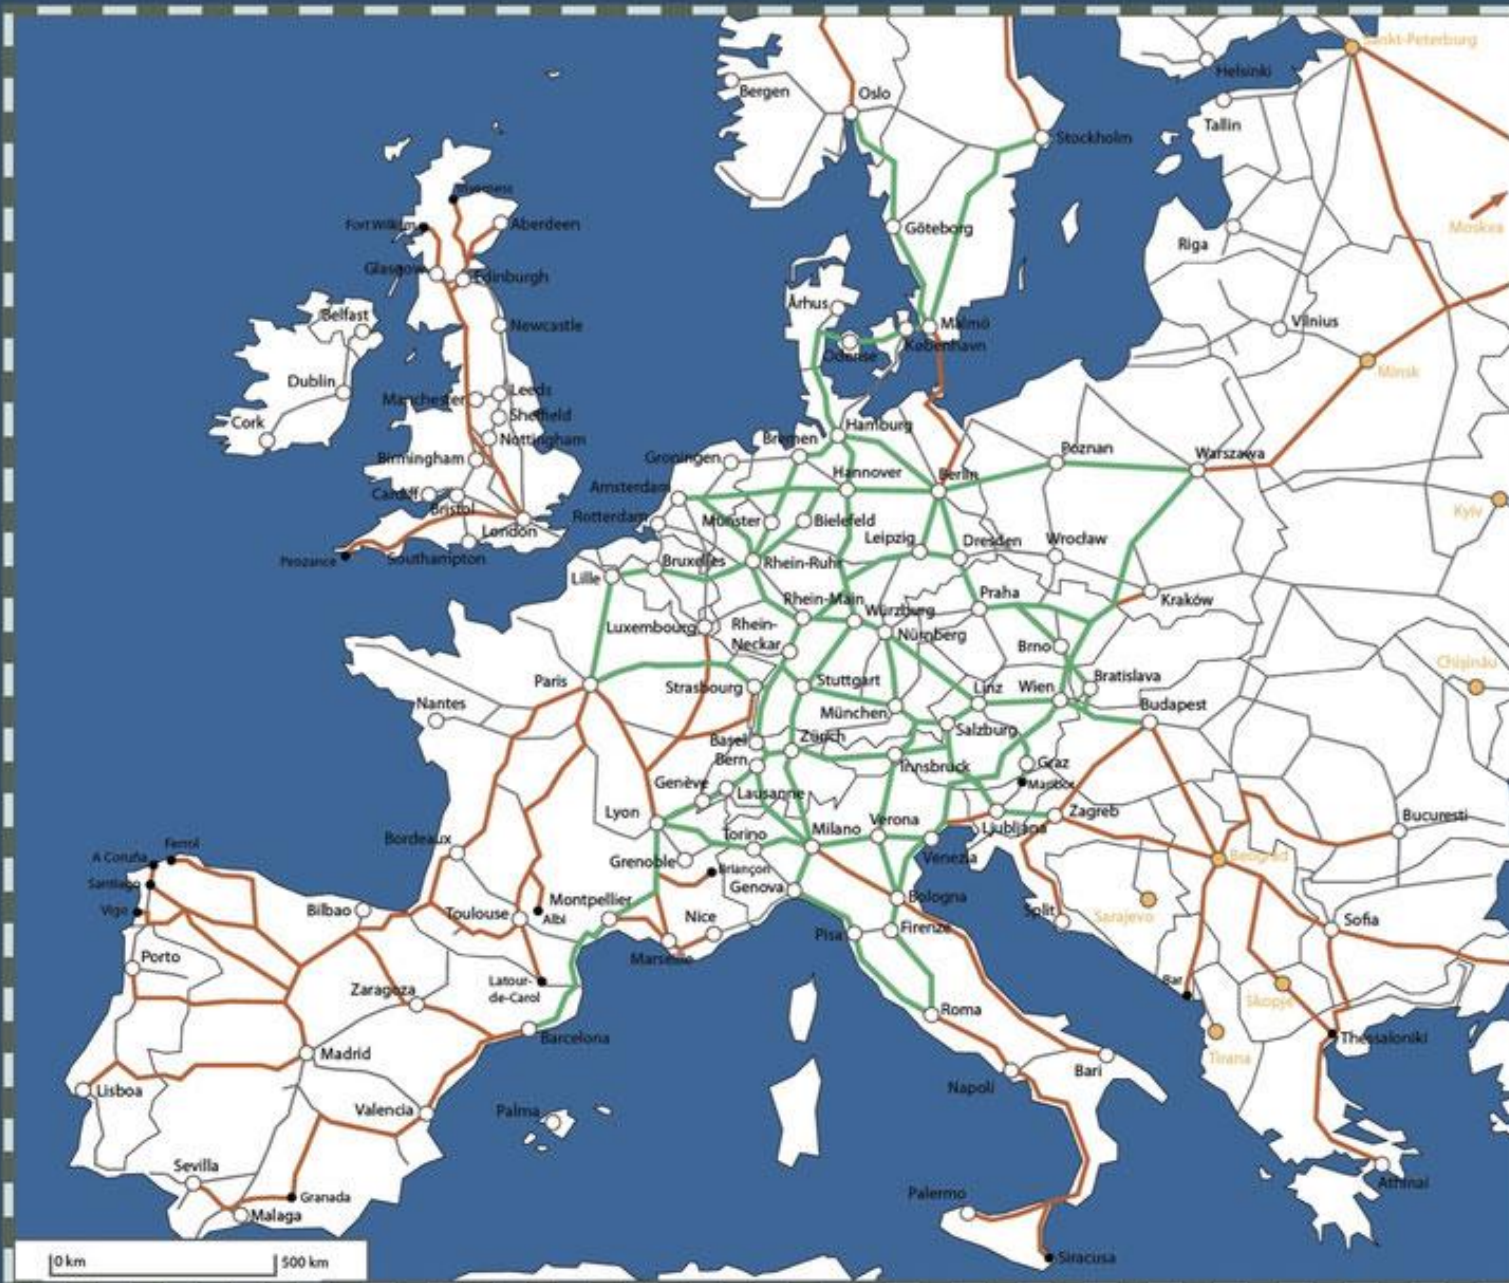 Sankt-Peterburg
Helsinki
Bergen
Oslo
Tallin
Stockholm
Inverness
Fort William
Aberdeen
Göteborg
Moskva
Riga
Glasgow
Edinburgh
Århus
Belfast
Newcastle
Malmö
Vilnius
Odense
København
Minsk
Dublin
Leeds
Manchester
Sheffield
Cork
Hamburg
Nottingham
Bremen
Poznan
Birmingham
Groningen
Warszawa
Hannover
Berlin
Amsterdam
Cardiff
Bristol
Kyiv
Rotterdam
Münster
Bielefeld
London
Leipzig
Dresden
Wrocław
Penzance
Southampton
Bruxelles
Rhein-Ruhr
Lille
Praha
Rhein-Main
Kraków
Würzburg
Luxembourg
Rhein-
Neckar
Nürnberg
Brno
Chişinău
Paris
Strasbourg
Stuttgart
Linz
Wien
Bratislava
Nantes
München
Budapest
Salzburg
Basel
Zürich
Bern
Innsbruck
Graz
Genève
Lausanne
Maribor
Lyon
Verona
Zagreb
Bucuresti
Torino
Milano
Ljubljana
Bordeaux
Ferrol
A Coruña
Grenoble
Venezia
Beograd
Briançon
Santiago
Genova
Montpellier
Bologna
Vigo
Bilbao
Toulouse
Albi
Nice
Split
Sarajevo
Sofia
Pisa
Firenze
Porto
Marseille
Latour-
de-Carol
Zaragoza
Bar
Skopje
Roma
Barcelona
Thessaloniki
Madrid
Tirana
Bari
Napoli
Lisboa
Valencia
Palma
Sevilla
Athinai
Palermo
Granada
Malaga
Siracusa
0 km
500 km